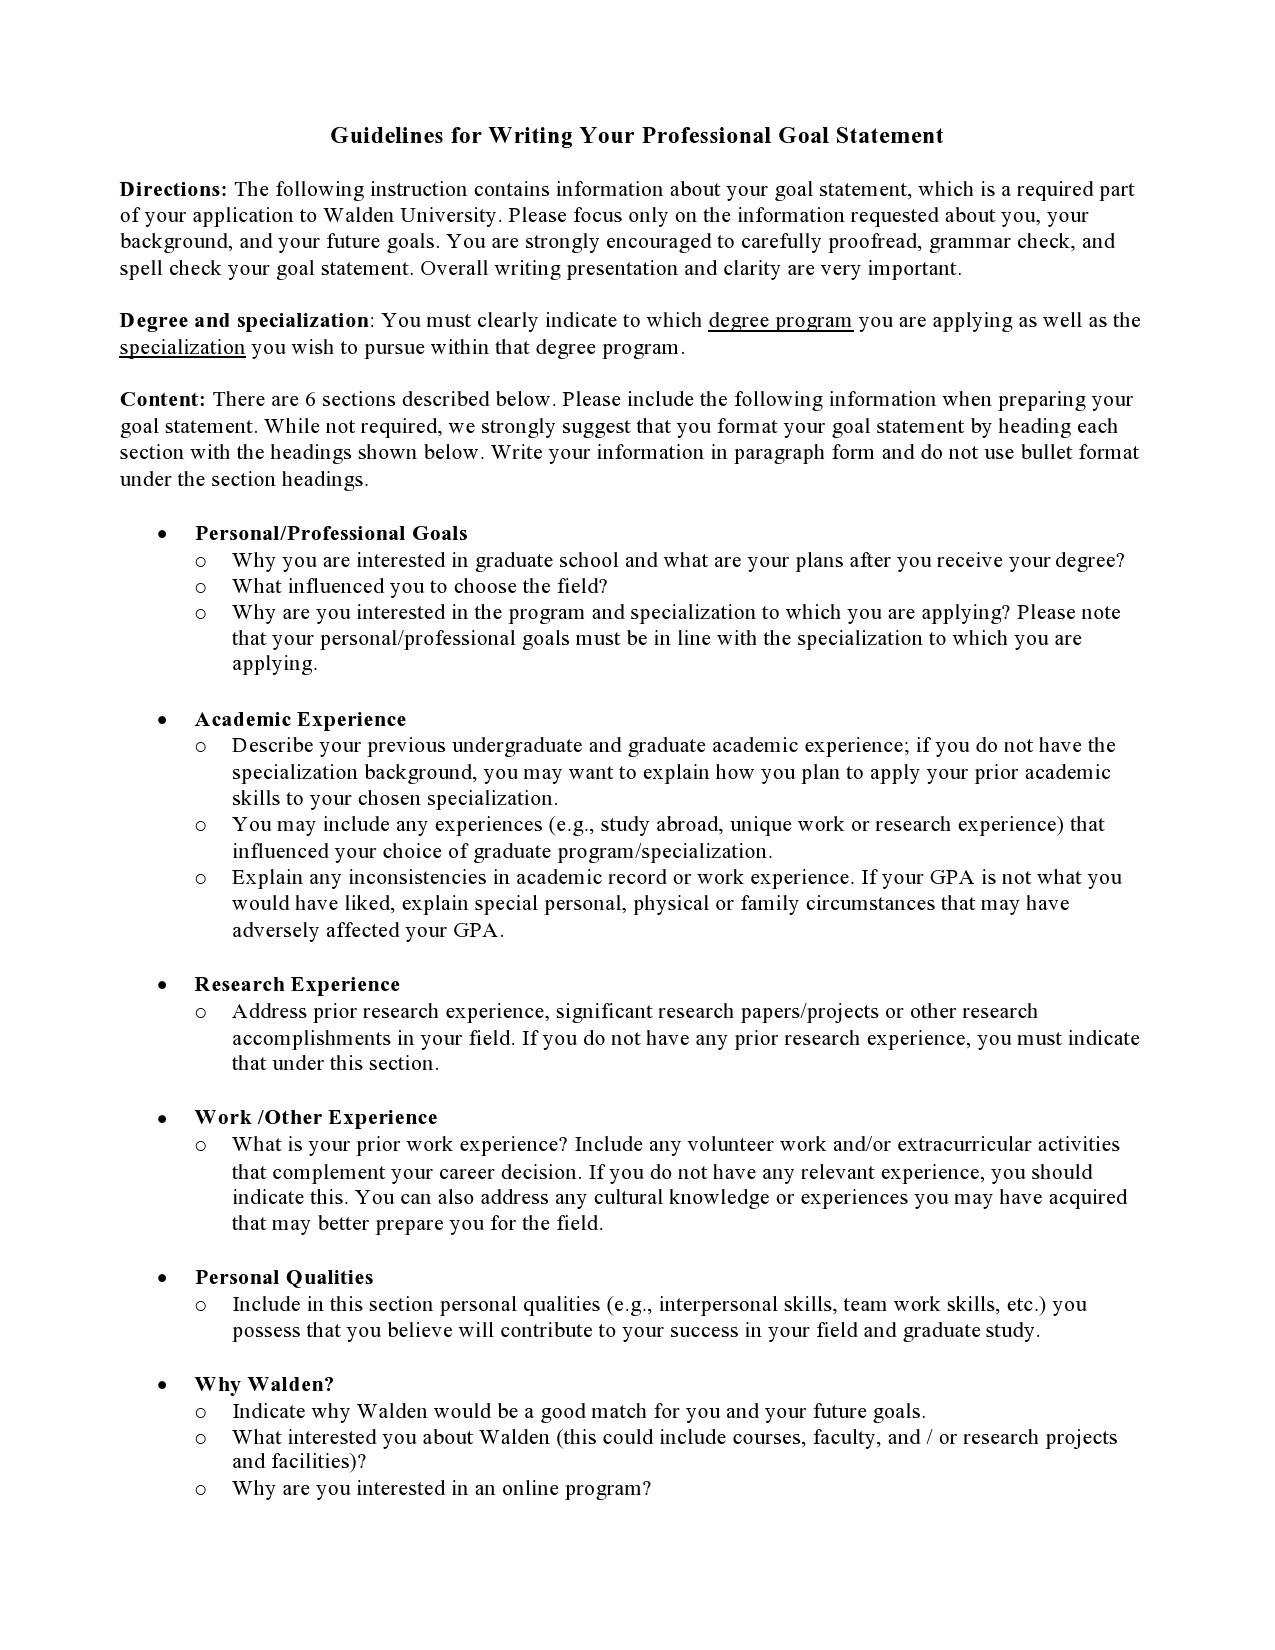 Guidelines for Writing Your Professional Goal Statement
Directions: The following instruction contains information about your goal statement, which is a required part
of your application to Walden University. Please focus only on the information requested about you, your
background, and your future goals. You are strongly encouraged to carefully proofread, grammar check, and
spell check your goal statement. Overall writing presentation and clarity are very important.
Degree and specialization: You must clearly indicate to which degree program you are applying as well as the
specialization you wish to pursue within that degree program.
Content: There are 6 sections described below. Please include the following information when preparing your
goal statement. While not required, we strongly suggest that you format your goal statement by heading each
section with the headings shown below. Write your information in paragraph form and do not use bullet format
under the section headings.
• Personal/Professional Goals
o Why you are interested in graduate school and what are your plans after you receive your degree?
o What influenced you to choose the field?
o Why are you interested in the program and specialization to which you are applying? Please note
that your personal/professional goals must be in line with the specialization to which you are
applying.
• Academic Experience
o Describe your previous undergraduate and graduate academic experience; if you do not have the
specialization background, you may want to explain how you plan to apply your prior academic
skills to your chosen specialization.
o You may include any experiences (e.g., study abroad, unique work or research experience) that
influenced your choice of graduate program/specialization.
o Explain any inconsistencies in academic record or work experience. If your GPA is not what you
would have liked, explain special personal, physical or family circumstances that may have
adversely affected your GPA.
• Research Experience
o Address prior research experience, significant research papers/projects or other research
accomplishments in your field. If you do not have any prior research experience, you must indicate
that under this section.
• Work /Other Experience
o What is your prior work experience? Include any volunteer work and/or extracurricular activities
that complement your career decision. If you do not have any relevant experience, you should
indicate this. You can also address any cultural knowledge or experiences you may have acquired
that may better prepare you for the field.
• Personal Qualities
o Include in this section personal qualities (e.g., interpersonal skills, team work skills, etc.) you
possess that you believe will contribute to your success in your field and graduate study.
• Why Walden?
o Indicate why Walden would be a good match for you and your future goals.
o What interested you about Walden (this could include courses, faculty, and / or research projects
and facilities)?
o Why are you interested in an online program?